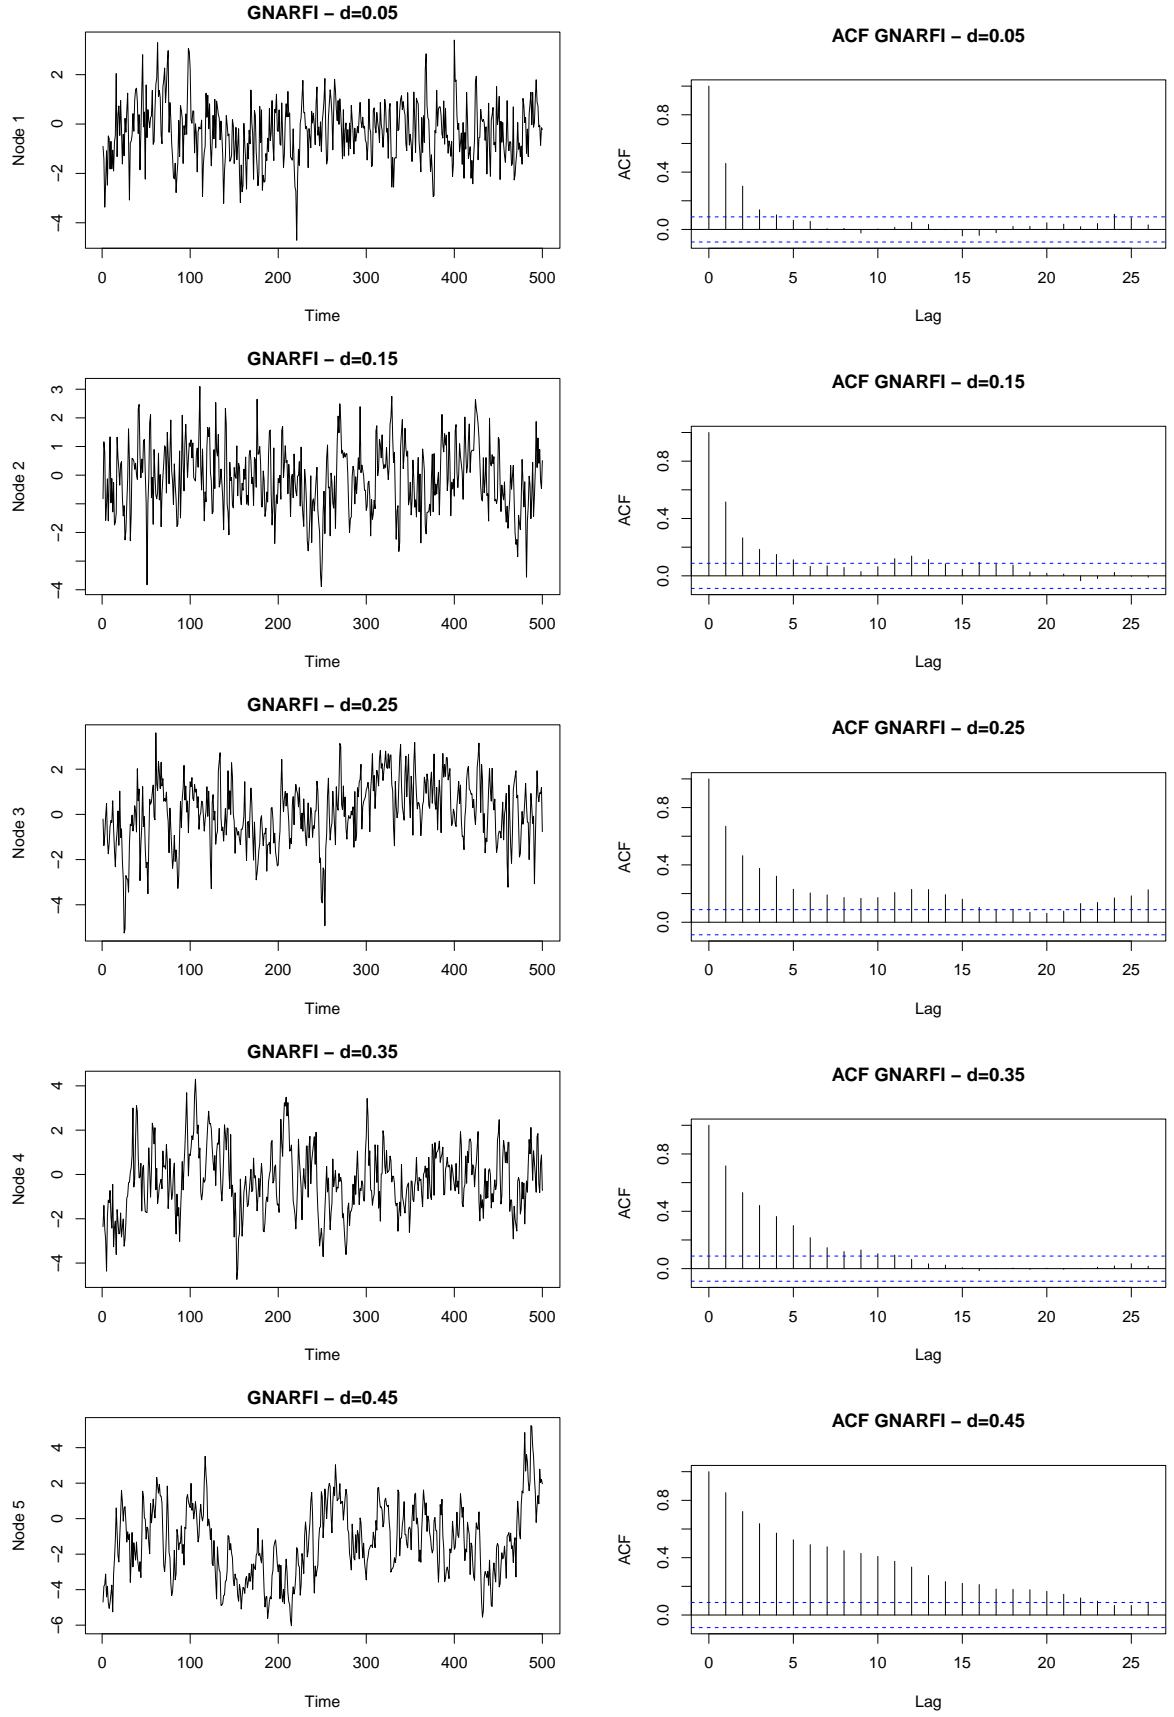 GNARFI – d=0.05
Node 1
2
0
−2
−4
0 100 200 300 400 500
Time
ACF GNARFI – d=0.05
ACF
0.8
0.4
0.0
0 5 10 15 20 25
Lag
GNARFI – d=0.15
Node 2
3
2
1
0
−2
−4
0 100 200 300 400 500
Time
ACF GNARFI – d=0.15
ACF
0.8
0.4
0.0
0 5 10 15 20 25
Lag
GNARFI – d=0.25
Node 3
2
0
−2
−4
0 100 200 300 400 500
Time
ACF GNARFI – d=0.25
ACF
0.8
0.4
0.0
0 5 10 15 20 25
Lag
GNARFI – d=0.35
Node 4
4
2
0
−2
−4
0 100 200 300 400 500
Time
ACF GNARFI – d=0.35
ACF
0.8
0.4
0.0
0 5 10 15 20 25
Lag
GNARFI – d=0.45
Node 5
4
2
0
−2
−4
−6
0 100 200 300 400 500
Time
ACF GNARFI – d=0.45
ACF
0.8
0.4
0.0
0 5 10 15 20 25
Lag